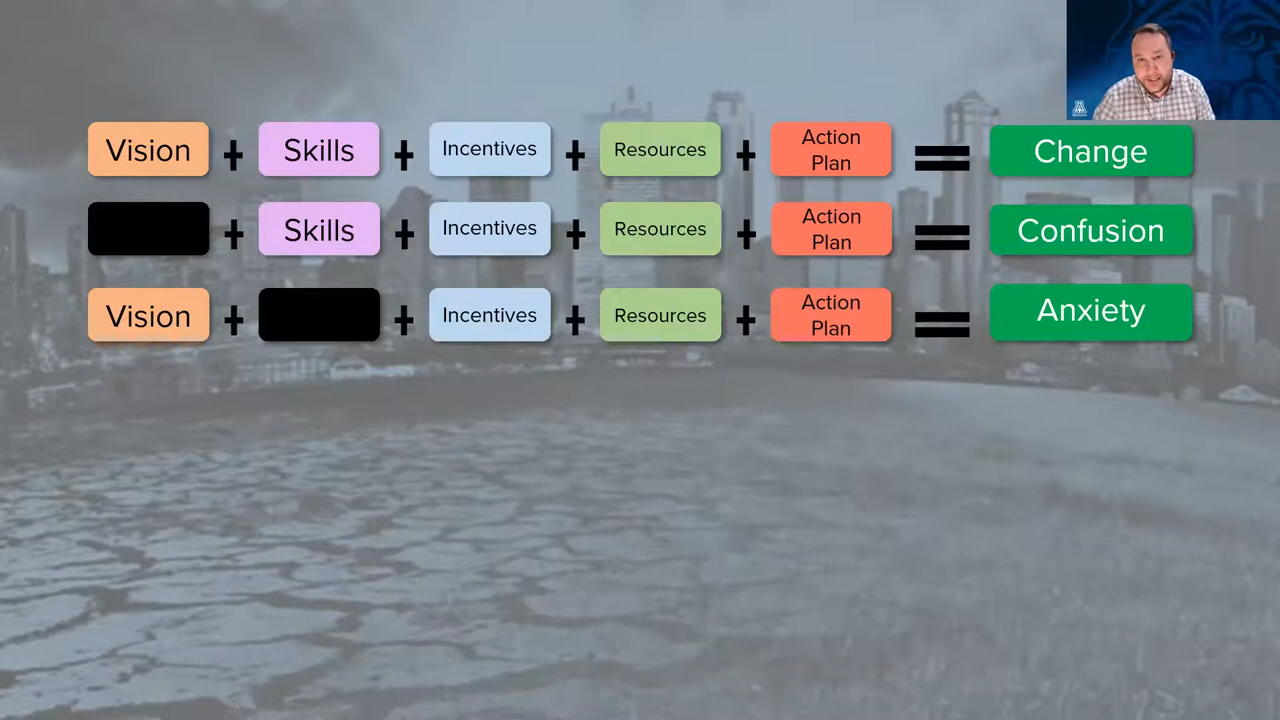 Vision + Skills + Incentives + Resources + Action Plan = Change
+ Skills + Incentives + Resources + Action Plan = Confusion
Vision + + Incentives + Resources + Action Plan = Anxiety